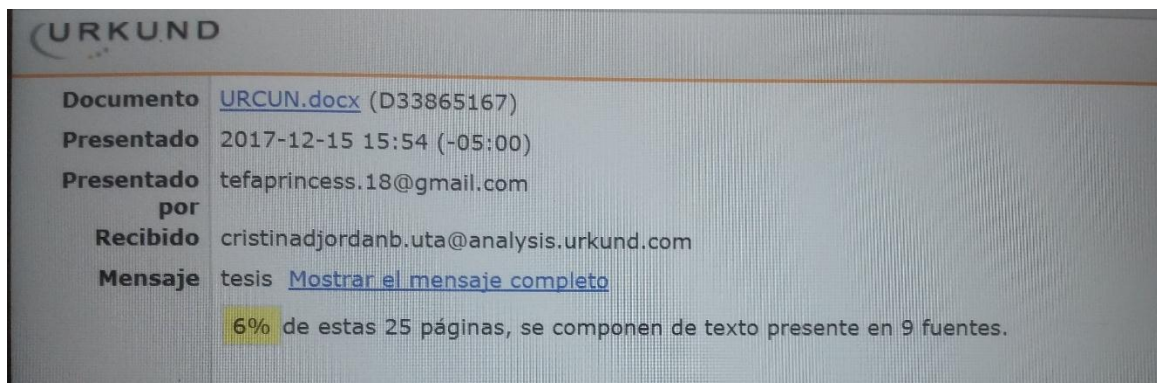 URKUND
Documento URCUN.docx (D33865167)
Presentado 2017-12-15 15:54 (-05:00)
Presentado por tefaprincess.18@gmail.com
Recibido cristinadjordanb.uta@analysis.urkund.com
Mensaje tesis Mostrar el mensaje completo
6% de estas 25 páginas, se componen de texto presente en 9 fuentes.